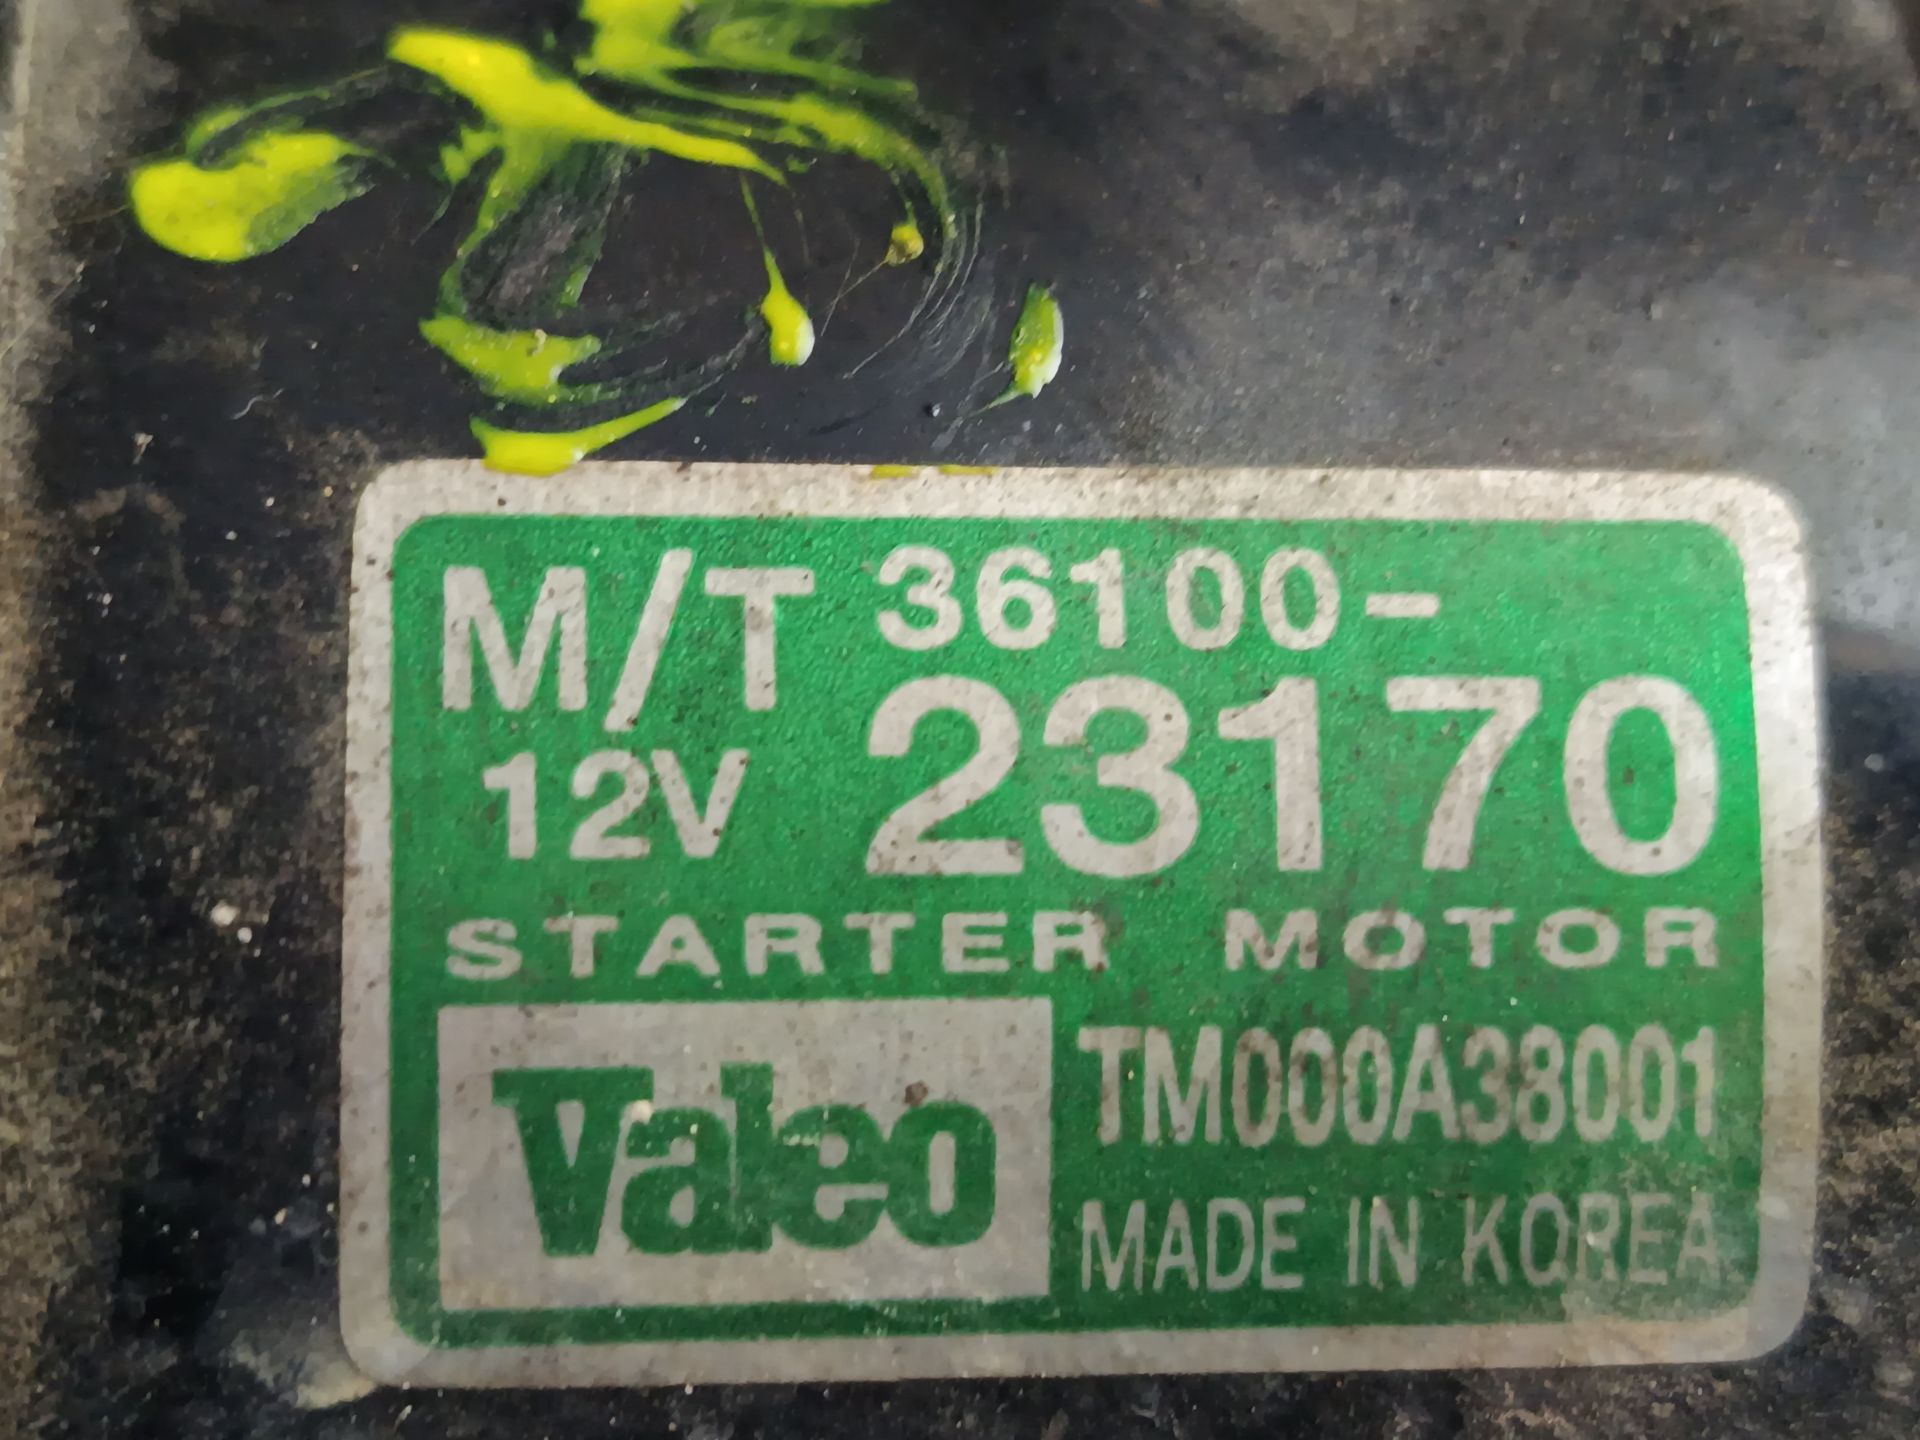 M/T 36100-
12V 23170
STARTER MOTOR
Valeo TM000A38001
MADE IN KOREA